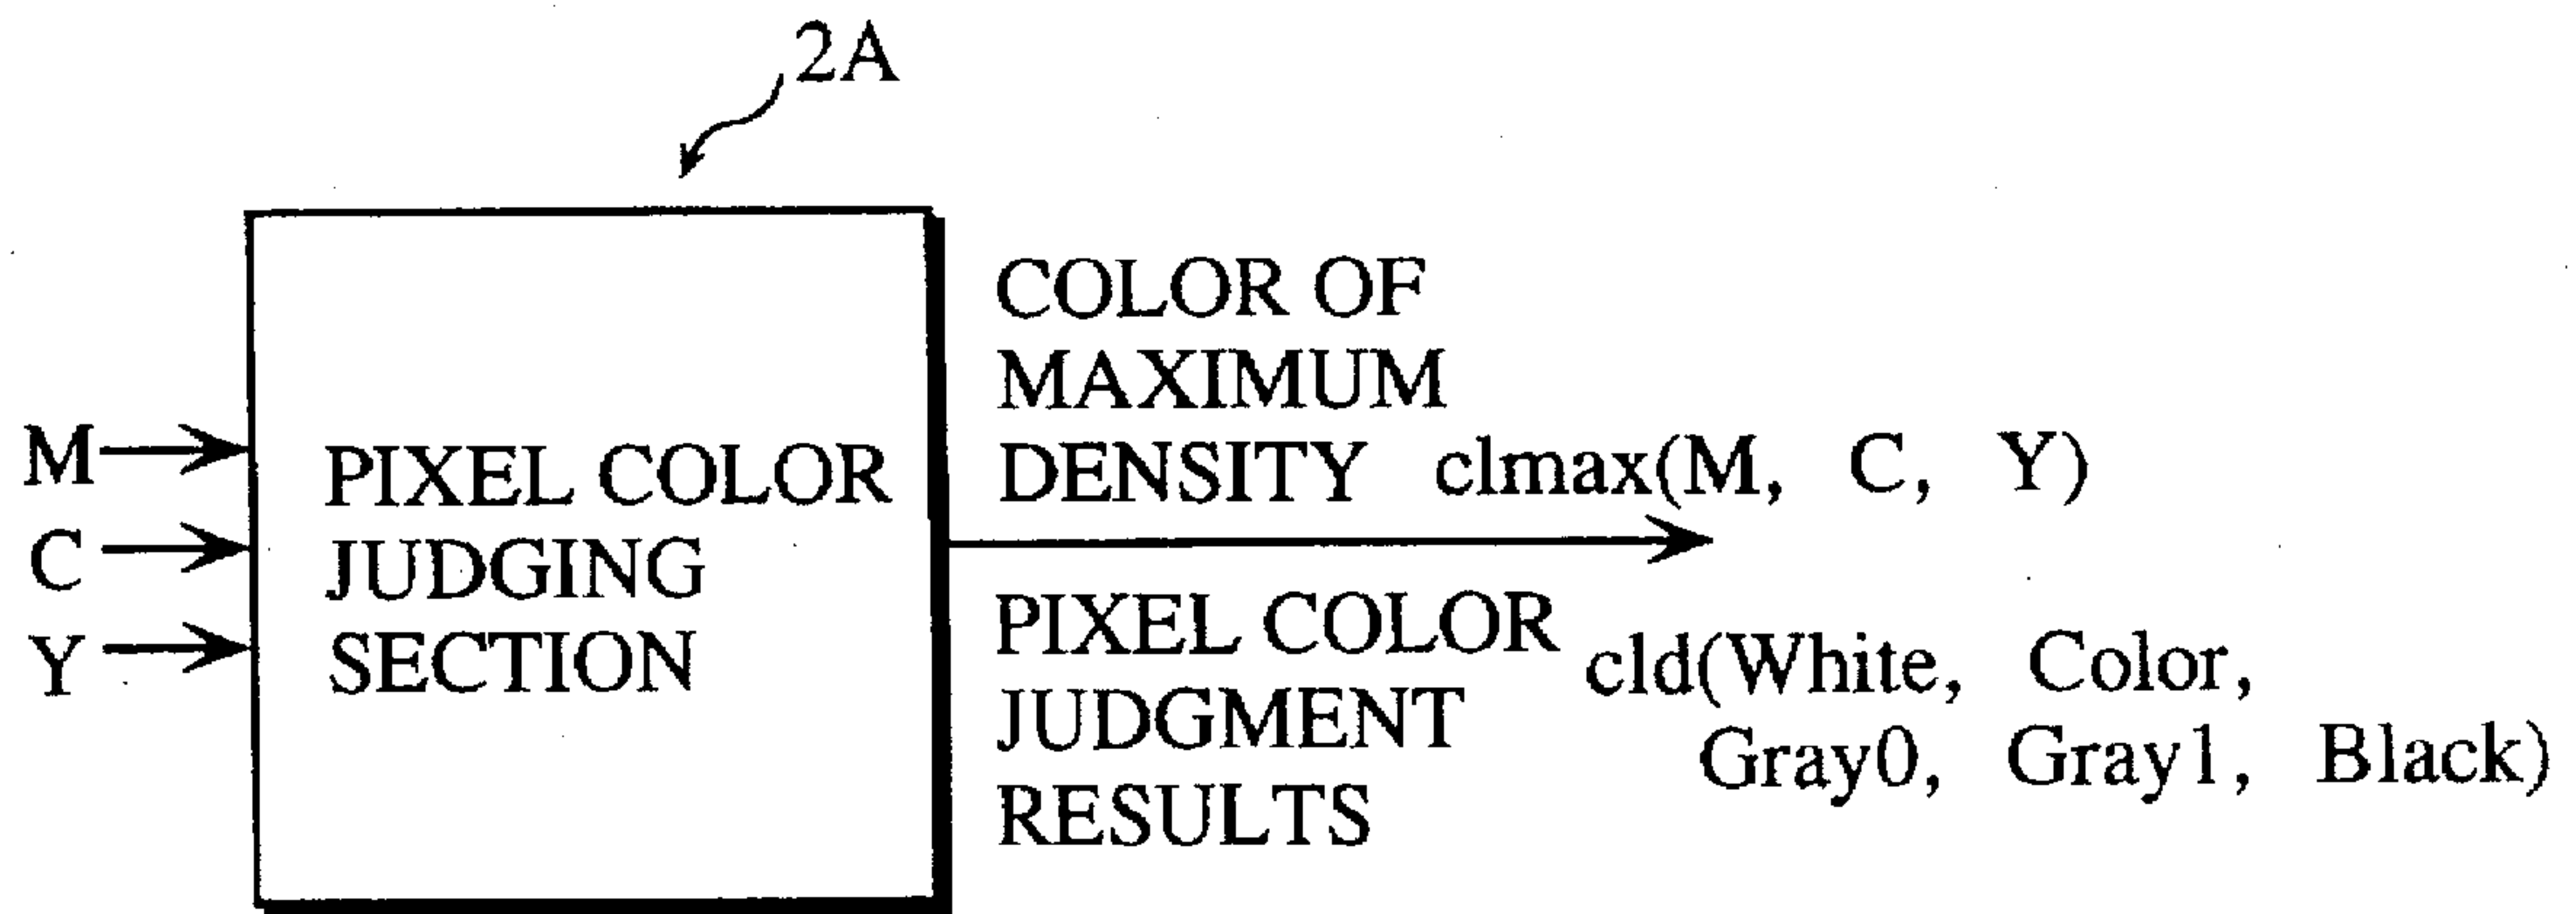 2A
M
C
Y
PIXEL COLOR
JUDGING
SECTION
COLOR OF
MAXIMUM
DENSITY clmax(M, C, Y)
PIXEL COLOR
JUDGMENT
RESULTS
cld(White, Color,
Gray0, Gray1, Black)